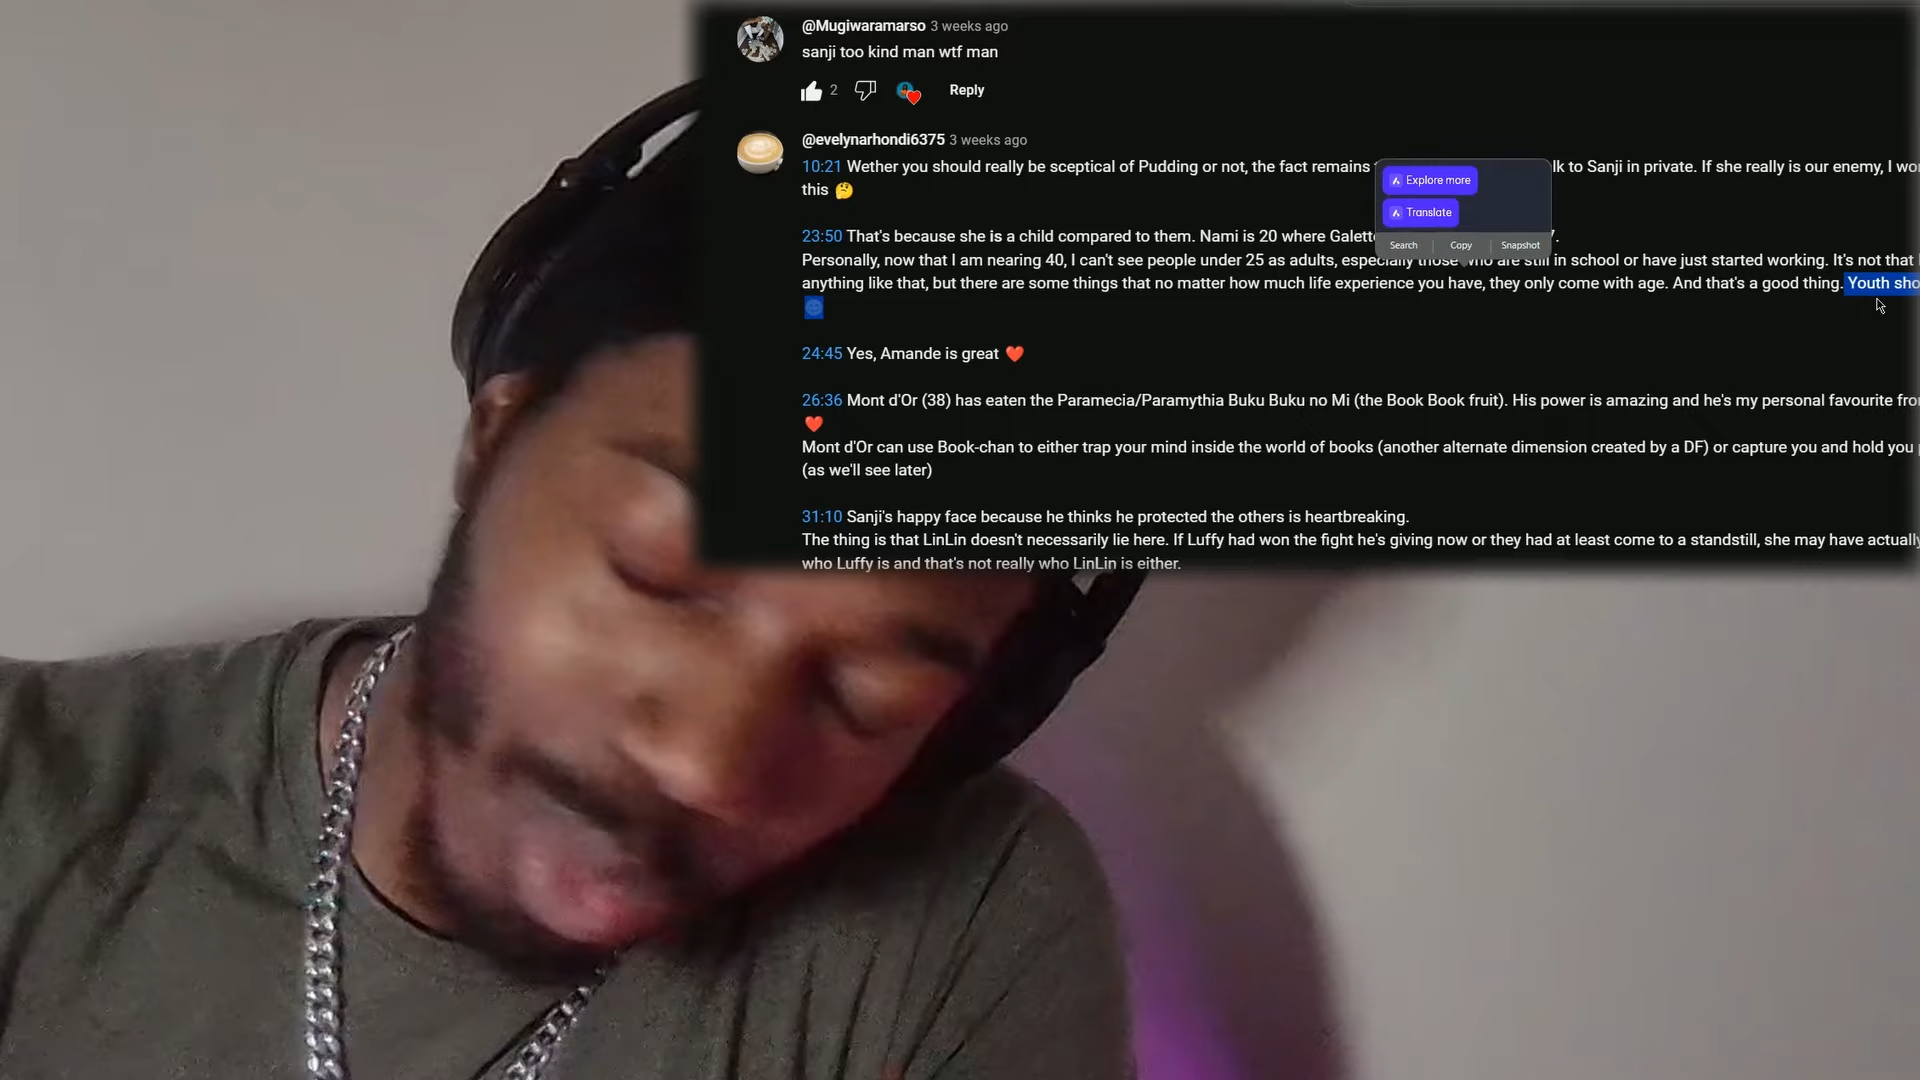 @Mugiwaramarso 3 weeks ago
sanji too kind man wtf man
2 Reply
@evelynarhondi6375 3 weeks ago
10:21 Wether you should really be sceptical of Pudding or not, the fact remains lk to Sanji in private. If she really is our enemy, I
this 🤔
Explore more
Translate
Search Copy Snapshot
23:50 That's because she is a child compared to them. Nami is 20 where 7.
Personally, now that I am nearing 40, I can't see people under 25 as adults, especially those who are still in school or have just started working. It's not that
anything like that, but there are some things that no matter how much life experience you have, they only come with age. And that's a good thing. Youth sho
24:45 Yes, Amande is great ❤️
26:36 Mont d'Or (38) has eaten the Paramecia/Paramythia Buku Buku no Mi (the Book Book fruit). His power is amazing and he's my personal favourite fro
❤️
Mont d'Or can use Book-chan to either trap your mind inside the world of books (another alternate dimension created by a DF) or capture you and hold you
(as we'll see later)
31:10 Sanji's happy face because he thinks he protected the others is heartbreaking.
The thing is that LinLin doesn't necessarily lie here. If Luffy had won the fight he's giving now or they had at least come to a standstill, she may have actually
who Luffy is and that's not really who LinLin is either.